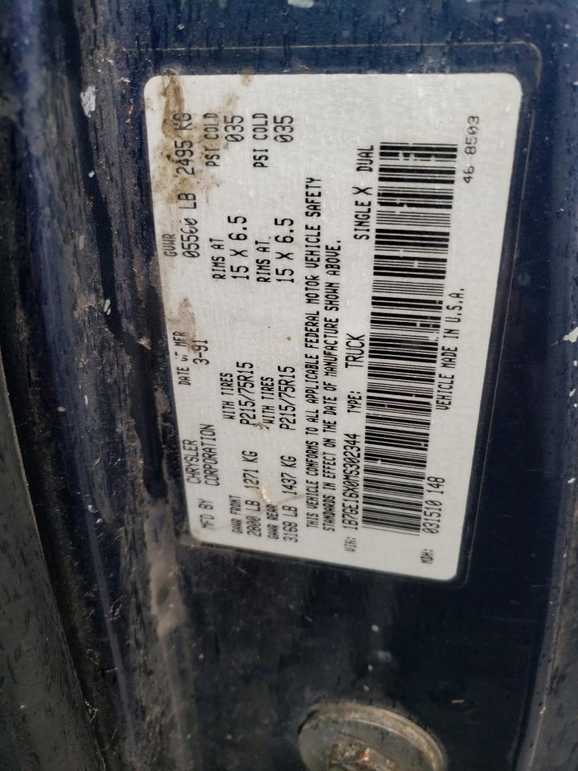 MFD BY CHRYSLER CORPORATION DATE OF MFR 3-91 GVWR 05500 LB 2495 KG
GAWR FRONT WITH TIRES RIMS AT PSI COLD
2800 LB 1271 KG P215/75R15 15 X 6.5 035
GAWR REAR WITH TIRES RIMS AT PSI COLD
3168 LB 1437 KG P215/75R15 15 X 6.5 035
THIS VEHICLE CONFORMS TO ALL APPLICABLE FEDERAL MOTOR VEHICLE SAFETY
STANDARDS IN EFFECT ON THE DATE OF MANUFACTURE SHOWN ABOVE.
VIN: 1B7GE16X0MS302344 TYPE: TRUCK SINGLE X DUAL
MDH: 031510 148 VEHICLE MADE IN U.S.A. 46 8503